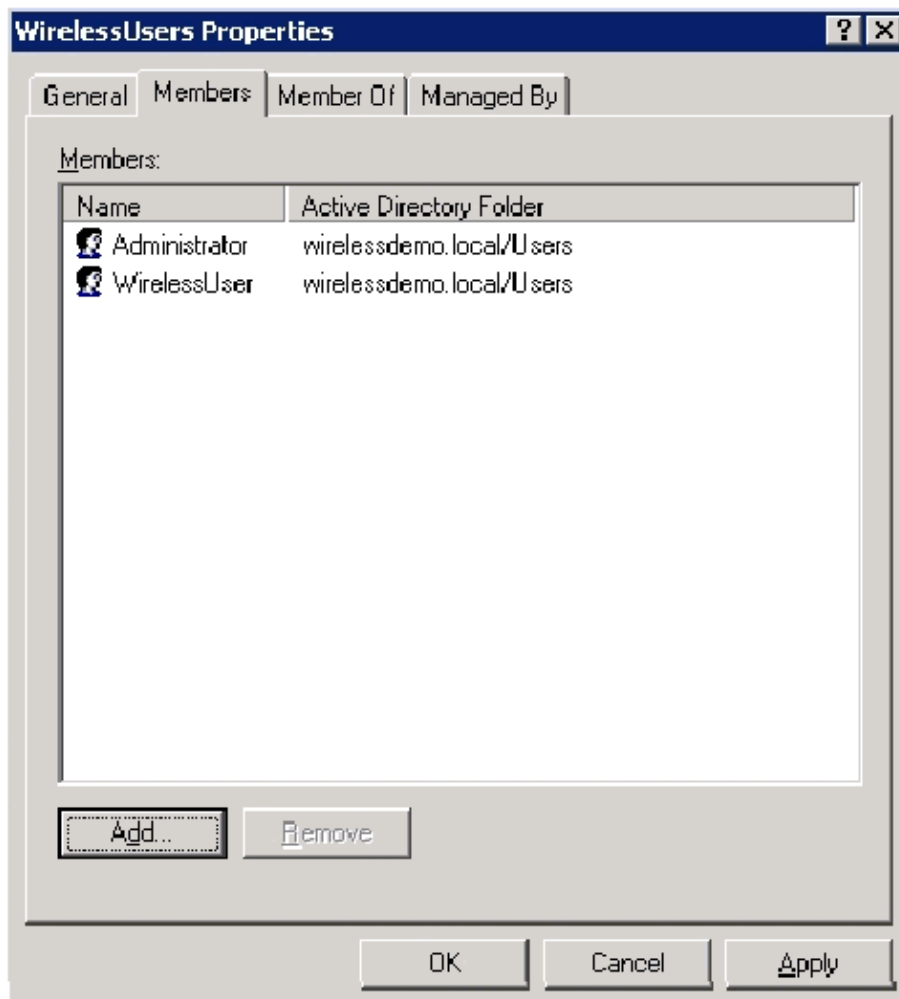 WirelessUsers Properties
General Members Member Of Managed By
Members:
Name Active Directory Folder
Administrator wirelessdemo.local/Users
WirelessUser wirelessdemo.local/Users
Add... Remove
OK Cancel Apply